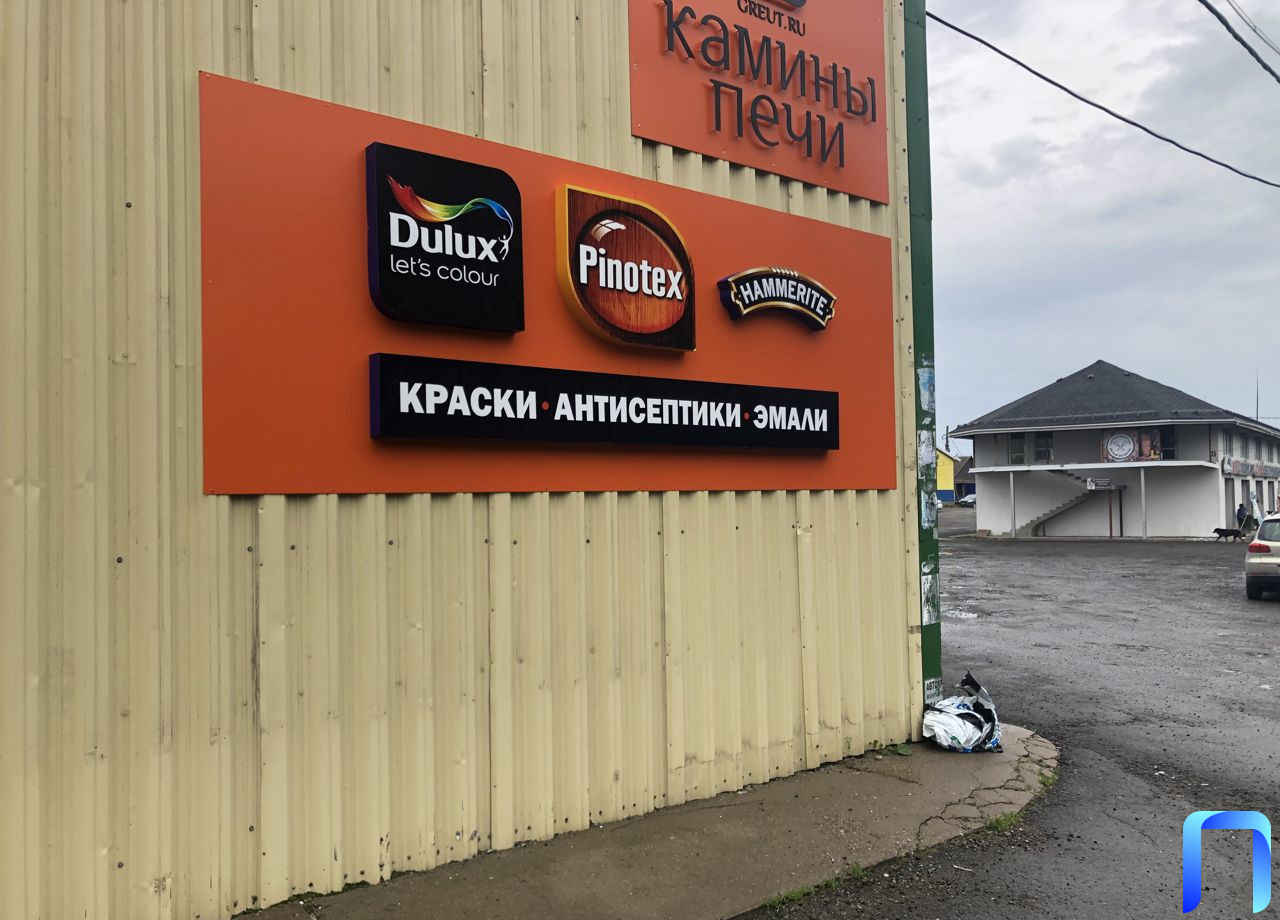 GREUT.RU
камины
печи
Dulux
let's colour
Pinotex
HAMMERITE
КРАСКИ·АНТИСЕПТИКИ·ЭМАЛИ